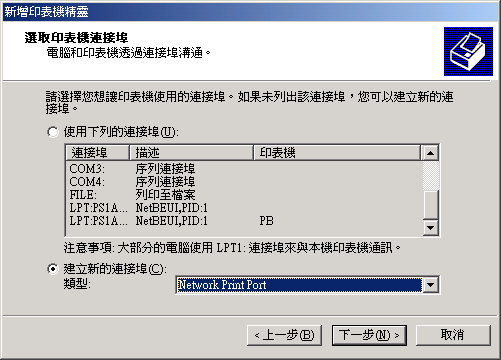 新增印表機精靈
選取印表機連接埠
電腦和印表機透過連接埠溝通。
請選擇您想讓印表機使用的連接埠。如果未列出該連接埠，您可以建立新的連
接埠。
使用下列的連接埠(U):
連接埠 描述 印表機
COM3: 序列連接埠
COM4: 序列連接埠
FILE: 列印至檔案
LPT:PS1A... NetBEUI,PID:1
LPT:PS1A... NetBEUI,PID:1 PB
注意事項: 大部分的電腦使用 LPT1: 連接埠來與本機印表機通訊。
建立新的連接埠(C):
類型: Network Print Port
<上一步(B) 下一步(N)> 取消